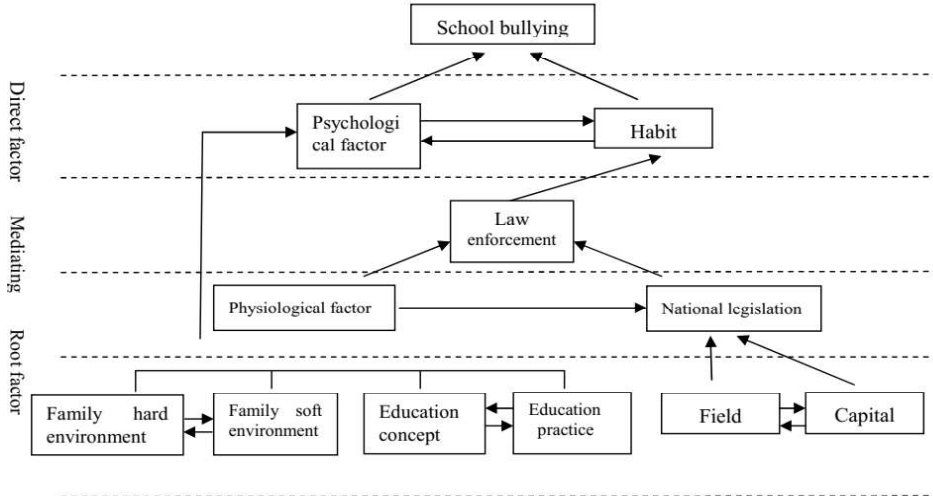 School bullying
Direct factor
Psychologi
cal factor
Habit
Mediating
Law
enforcement
Physiological factor
National lcgislation
Root factor
Family hard
environment
Family soft
environment
Education
concept
Education
practice
Field
Capital